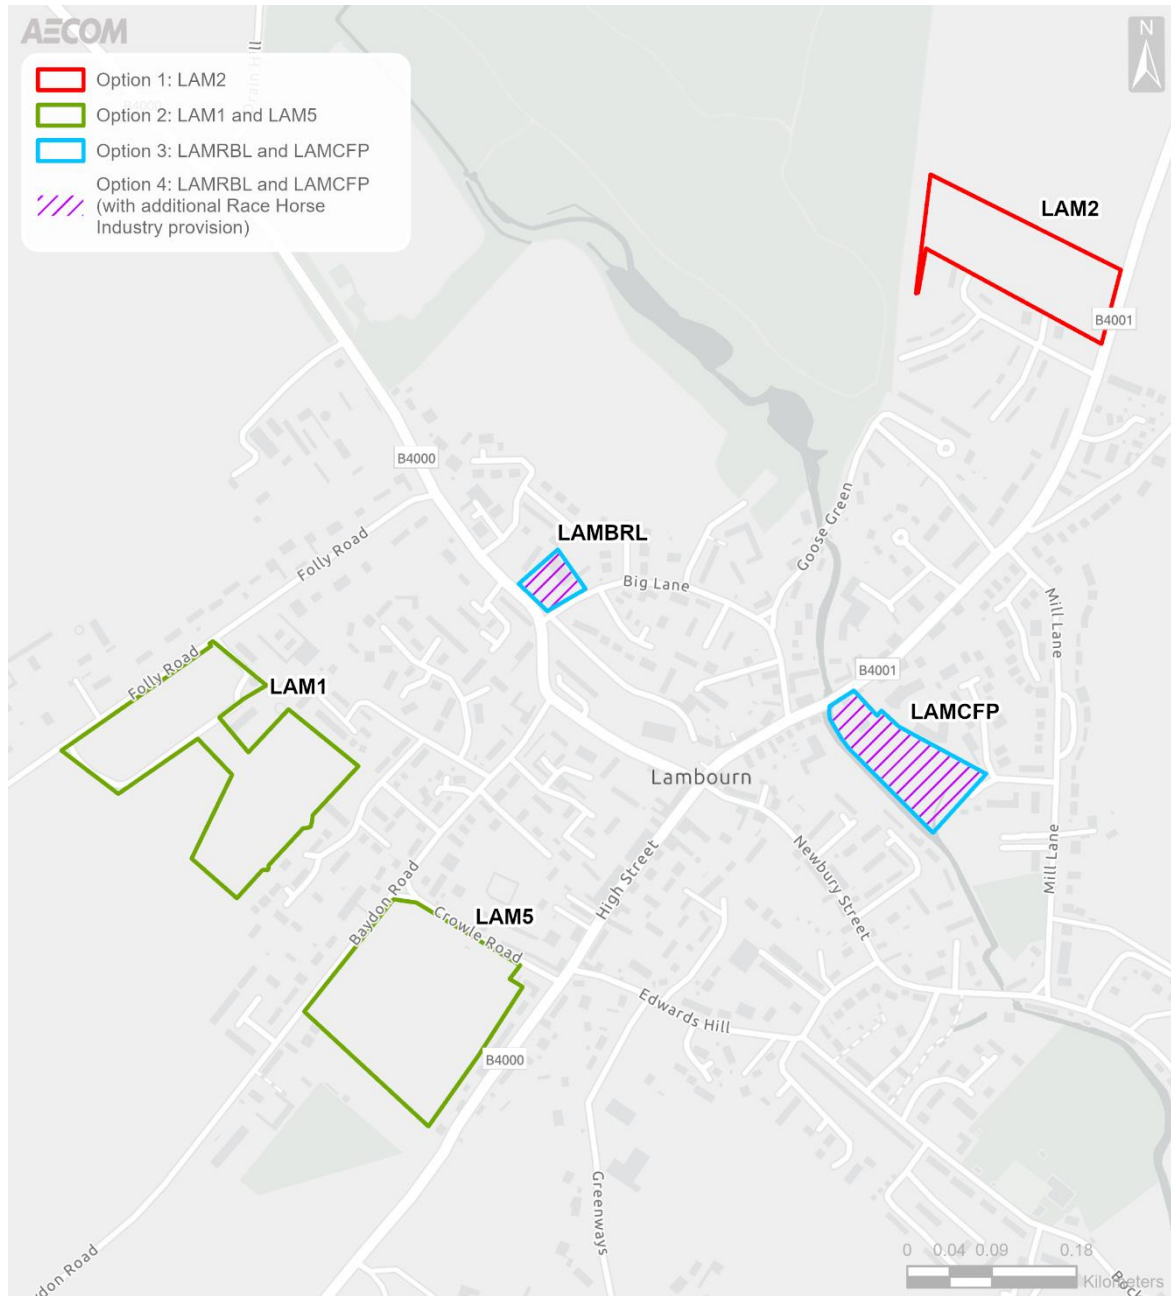 AECOM
N
Option 1: LAM2
Option 2: LAM1 and LAM5
Option 3: LAMRBL and LAMCFP
Option 4: LAMRBL and LAMCFP
(with additional Race Horse
Industry provision)
LAM2
B4001
B4000
Goose Green
Folly Road
LAMBRL
Big Lane
Mill Lane
Folly Road
LAM1
B4001
LAMCFP
Lambourn
High Street
Newbury Street
Mill Lane
Baydon Road
LAM5
Crowle Road
Edwards Hill
B4000
Greenways
0 0.04 0.09 0.18
Kilometers